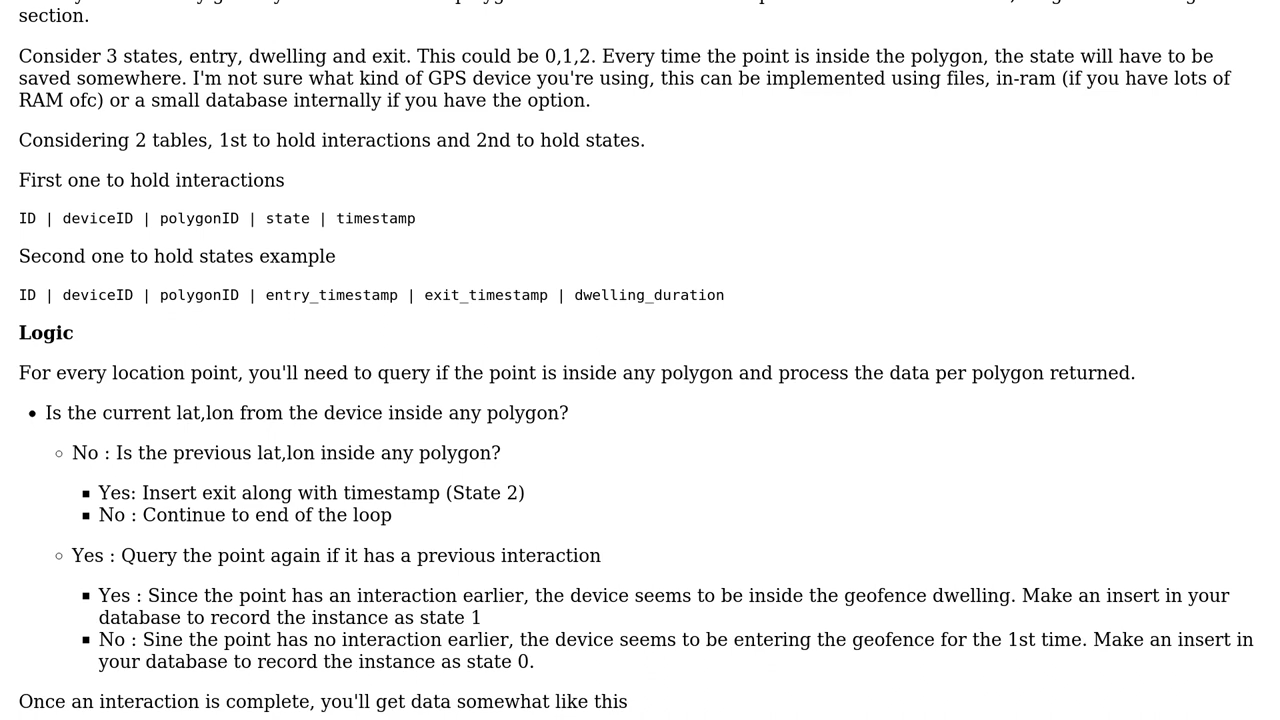 section.
Consider 3 states, entry, dwelling and exit. This could be 0,1,2. Every time the point is inside the polygon, the state will have to be
saved somewhere. I'm not sure what kind of GPS device you're using, this can be implemented using files, in-ram (if you have lots of
RAM ofc) or a small database internally if you have the option.
Considering 2 tables, 1st to hold interactions and 2nd to hold states.
First one to hold interactions
ID | deviceID | polygonID | state | timestamp
Second one to hold states example
ID | deviceID | polygonID | entry_timestamp | exit_timestamp | dwelling_duration
Logic
For every location point, you'll need to query if the point is inside any polygon and process the data per polygon returned.
• Is the current lat,lon from the device inside any polygon?
◦ No : Is the previous lat,lon inside any polygon?
▪ Yes: Insert exit along with timestamp (State 2)
▪ No : Continue to end of the loop
◦ Yes : Query the point again if it has a previous interaction
▪ Yes : Since the point has an interaction earlier, the device seems to be inside the geofence dwelling. Make an insert in your
database to record the instance as state 1
▪ No : Sine the point has no interaction earlier, the device seems to be entering the geofence for the 1st time. Make an insert in
your database to record the instance as state 0.
Once an interaction is complete, you'll get data somewhat like this